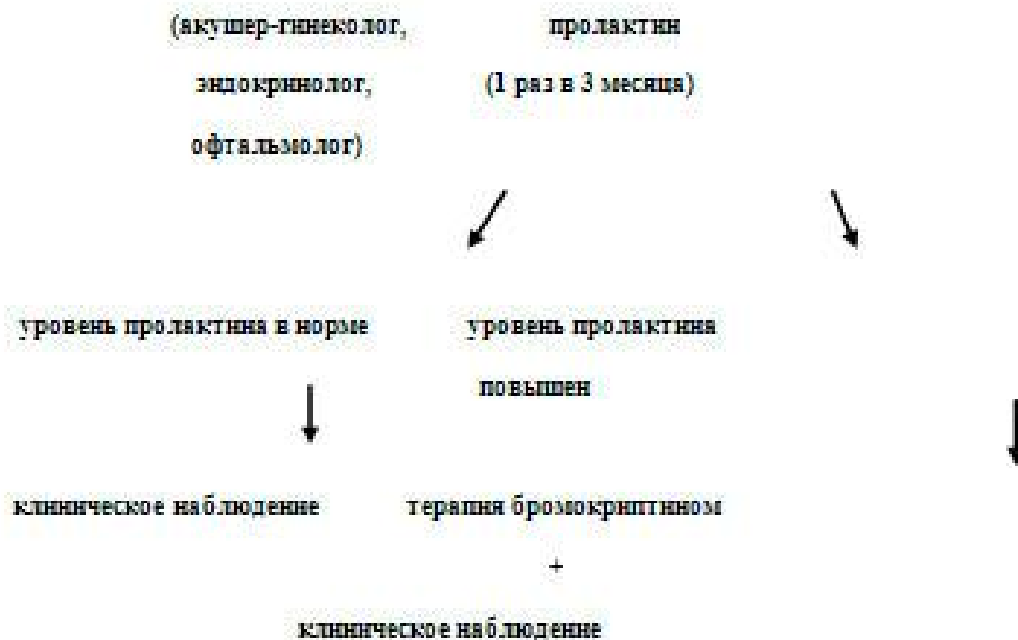 (акушер-гинеколог, пролактин
эндокринолог, (1 раз в 3 месяца)
офтальмолог)
уровень пролактина в норме уровень пролактина
повышен
клиническое наблюдение терапия бромокриптином
+
клиническое наблюдение